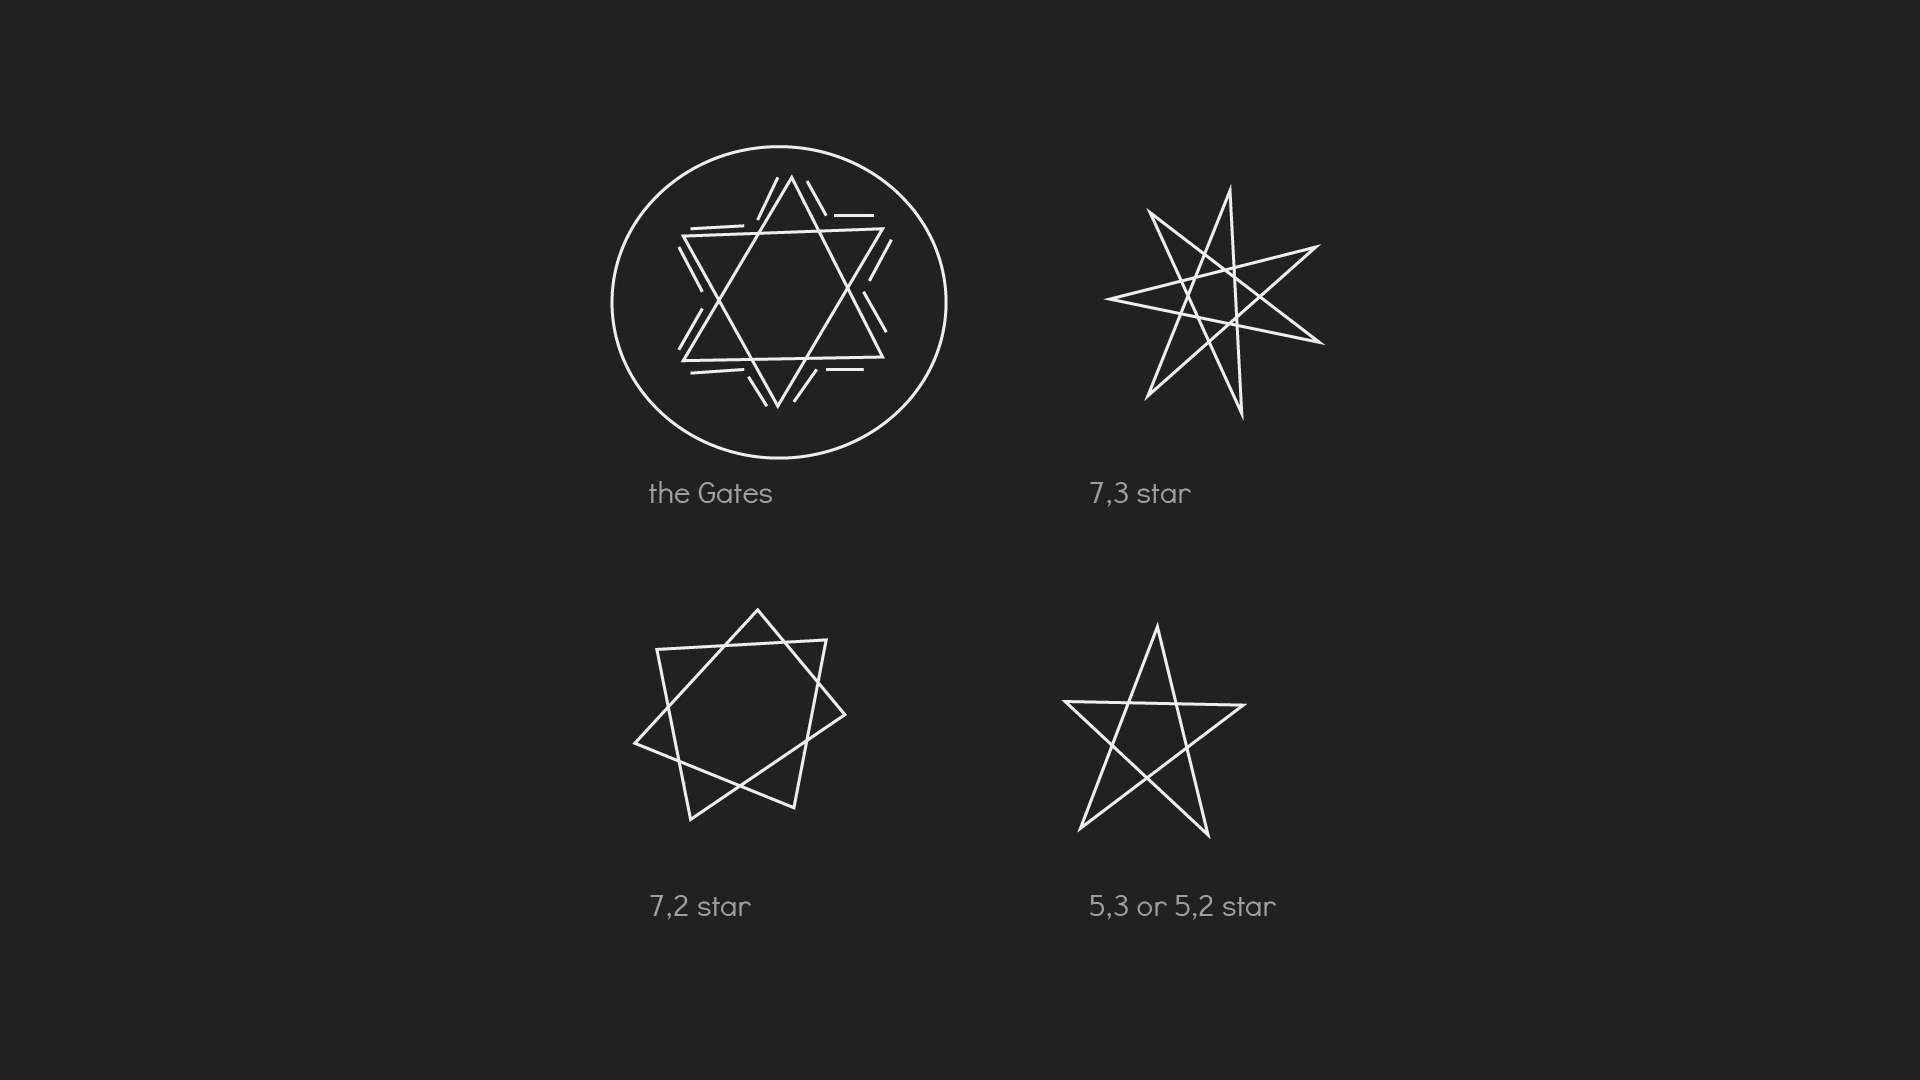 the Gates
7,3 star
7,2 star
5,3 or 5,2 star